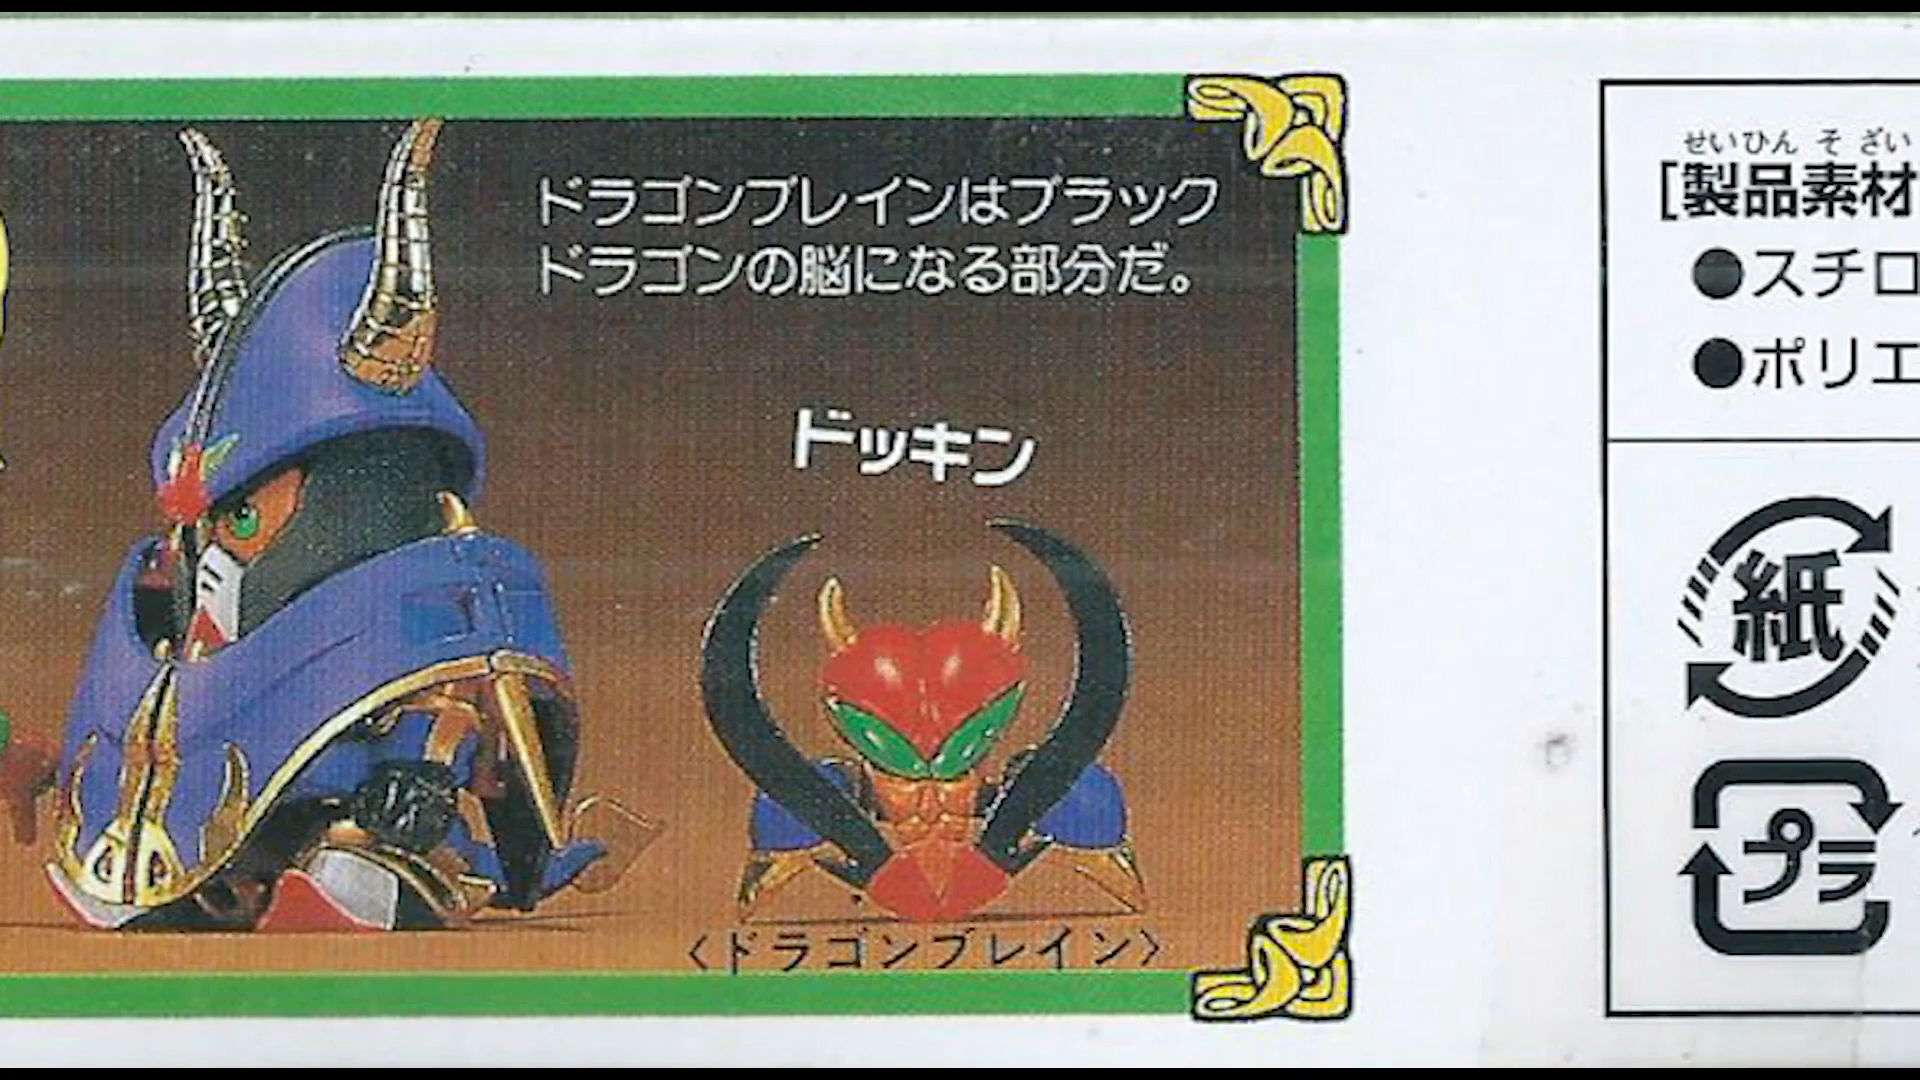 ドラゴンブレインはブラック
ドラゴンの脳になる部分だ。
ドッキン
〈ドラゴンブレイン〉
せいひん そ ざい
[製品素材
●スチロ
●ポリエ
紙
プラ